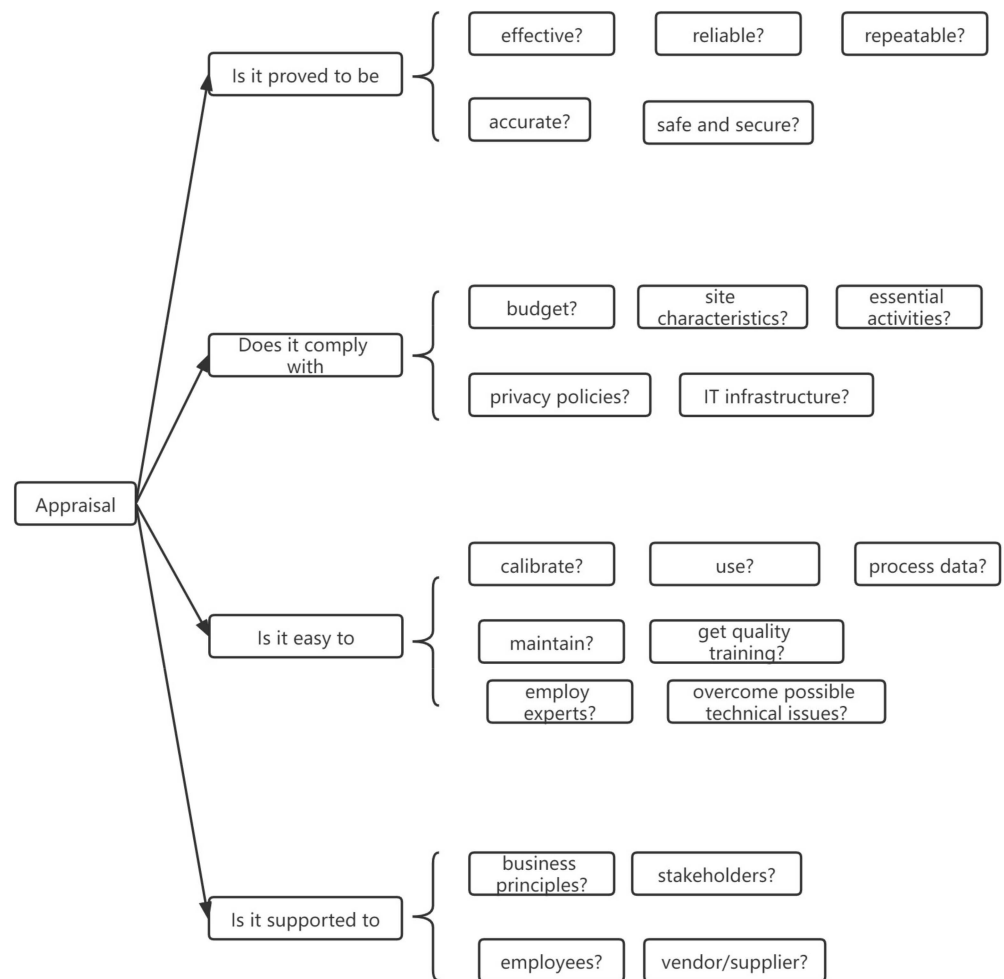 effective?
reliable?
repeatable?
Is it proved to be
accurate?
safe and secure?
budget?
site
characteristics?
essential
activities?
Does it comply
with
privacy policies?
IT infrastructure?
Appraisal
calibrate?
use?
process data?
Is it easy to
maintain?
get quality
training?
employ
experts?
overcome possible
technical issues?
business
principles?
stakeholders?
Is it supported to
employees?
vendor/supplier?